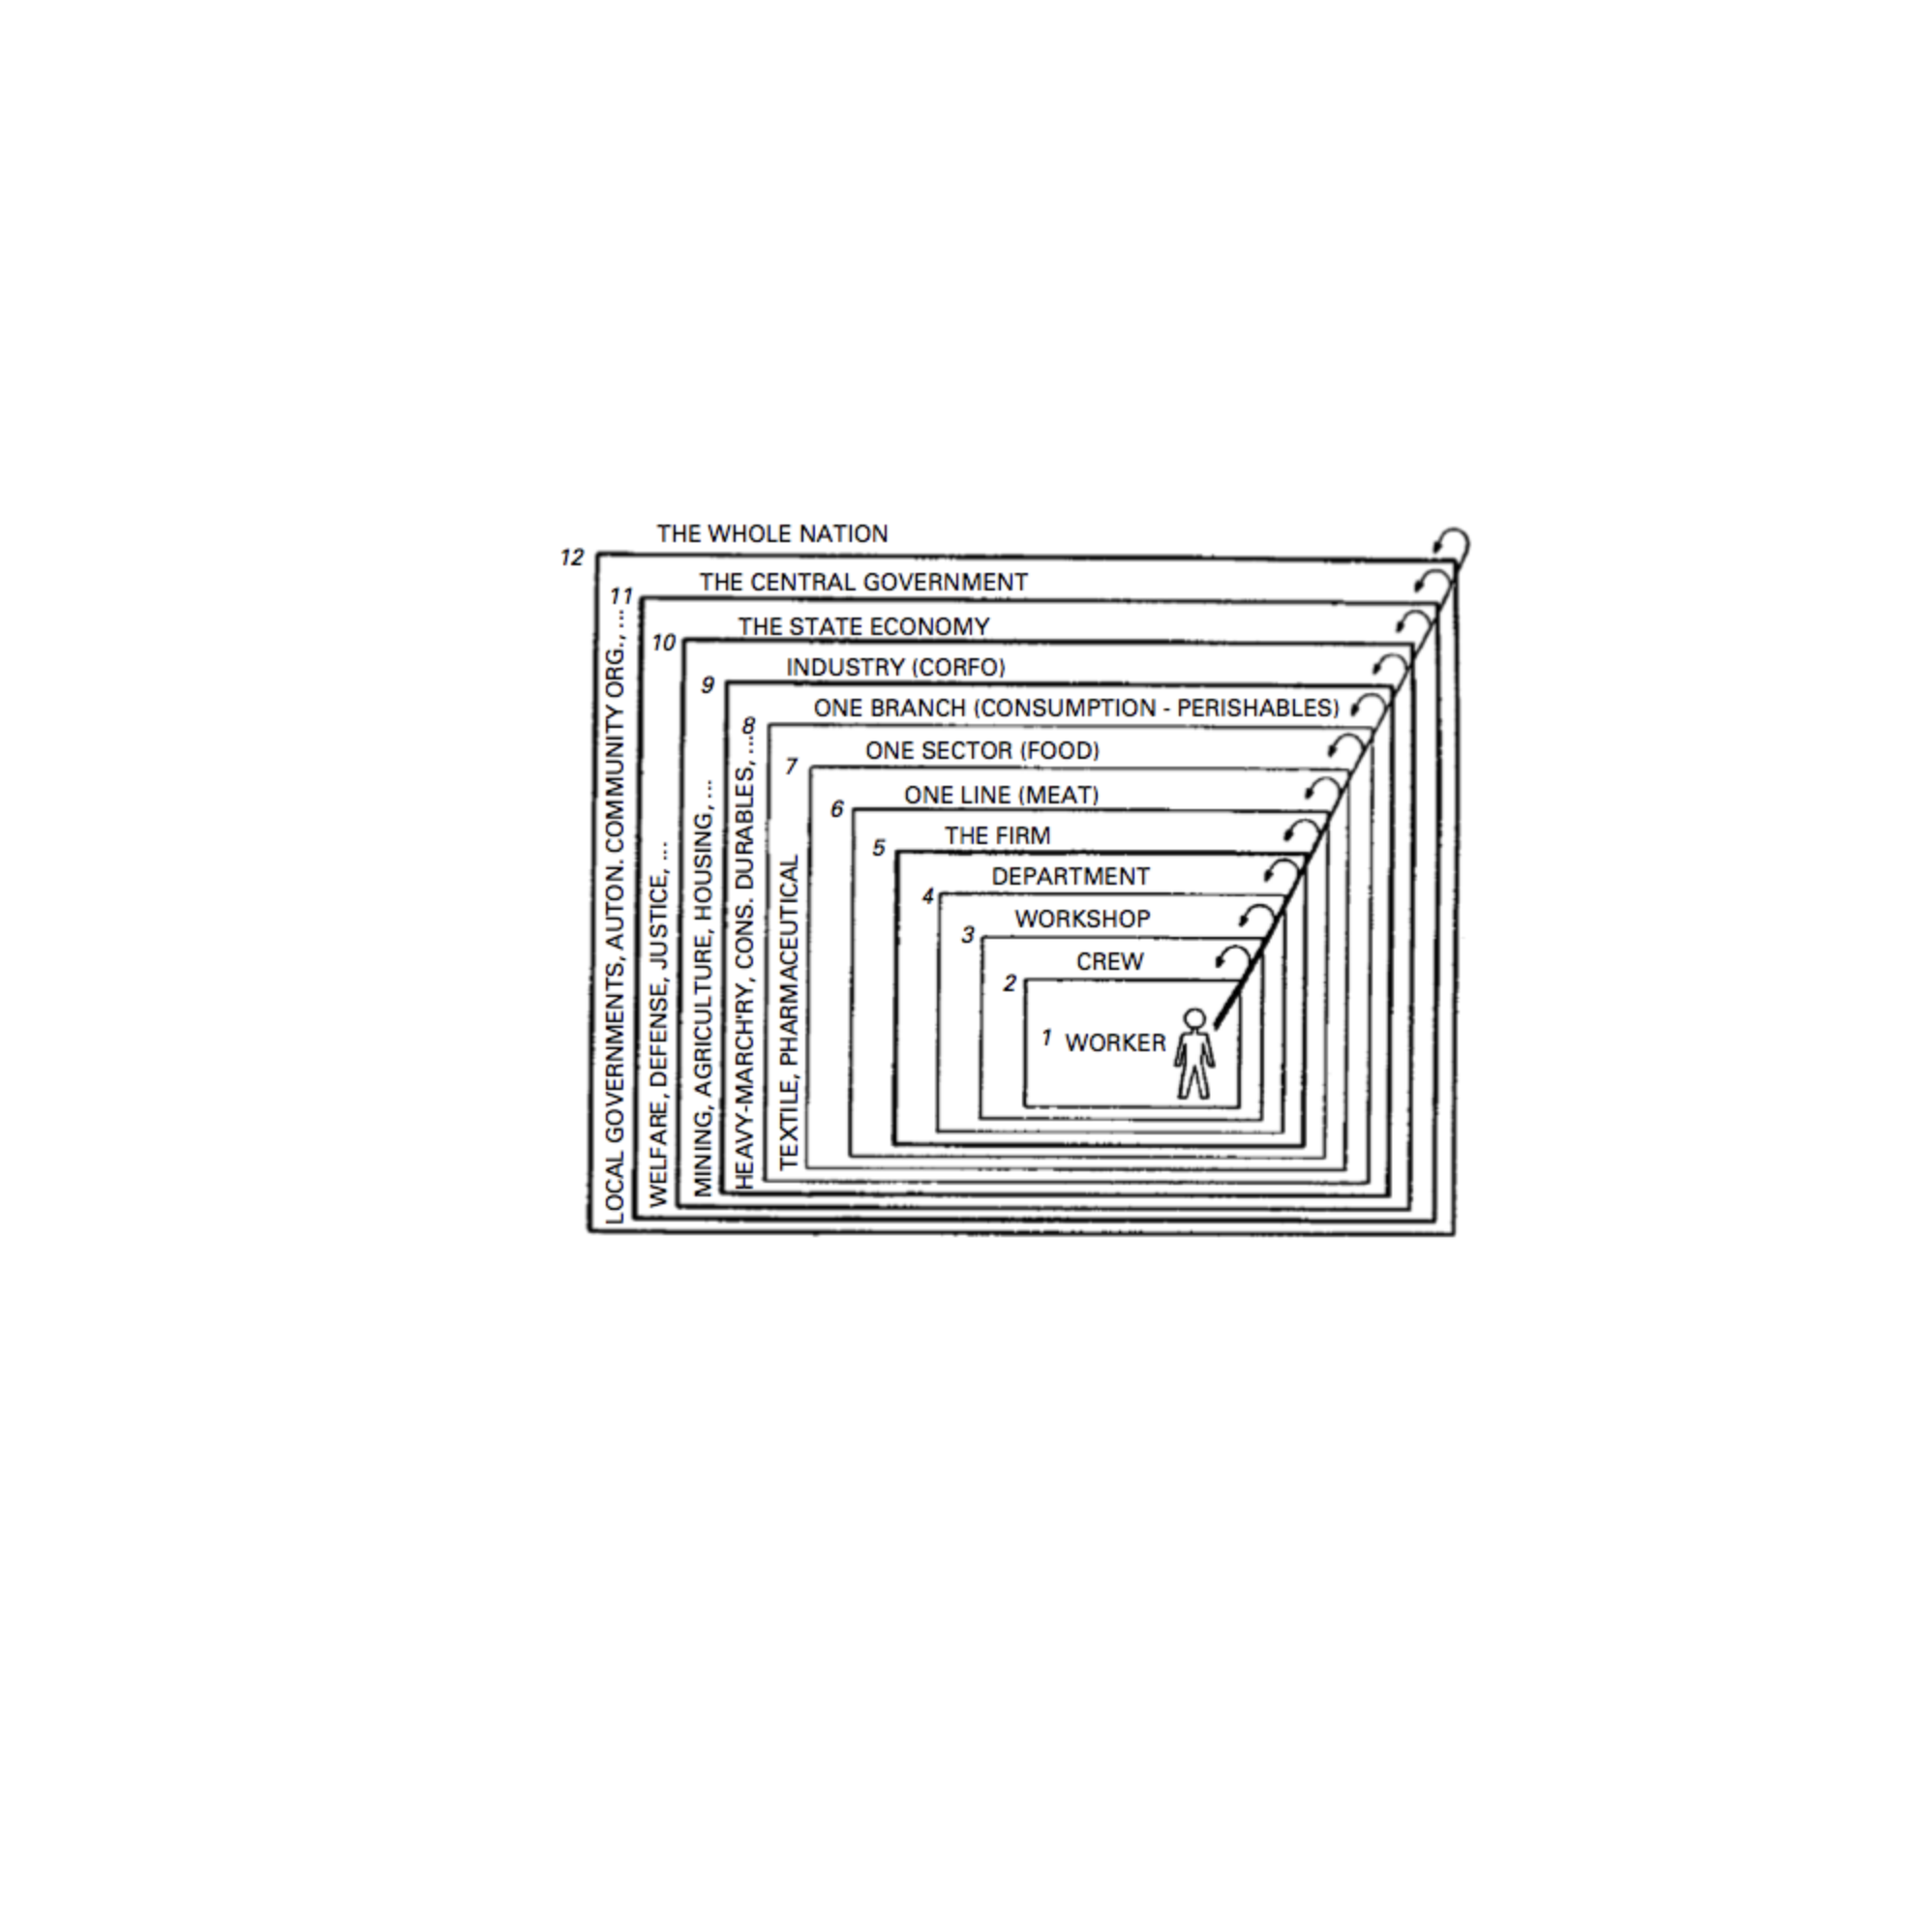 THE WHOLE NATION
12
THE CENTRAL GOVERNMENT
11
THE STATE ECONOMY
10
INDUSTRY (CORFO)
9
ONE BRANCH (CONSUMPTION - PERISHABLES)
8
ONE SECTOR (FOOD)
7
ONE LINE (MEAT)
6
THE FIRM
5
DEPARTMENT
4
WORKSHOP
3
CREW
2
1 WORKER
LOCAL GOVERNMENTS, AUTON. COMMUNITY ORG., ...
WELFARE, DEFENSE, JUSTICE, ...
MINING, AGRICULTURE, HOUSING, ...
HEAVY-MARCH'RY, CONS. DURABLES, ...
TEXTILE, PHARMACEUTICAL